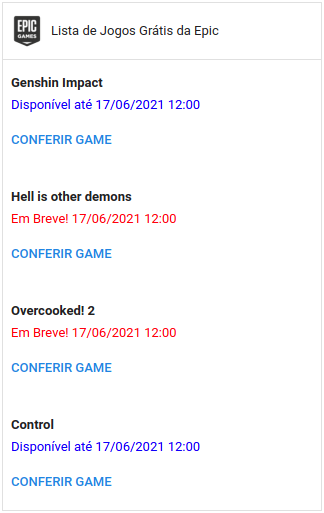 EPIC
GAMES
Lista de Jogos Grátis da Epic
Genshin Impact
Disponível até 17/06/2021 12:00
CONFERIR GAME
Hell is other demons
Em Breve! 17/06/2021 12:00
CONFERIR GAME
Overcooked! 2
Em Breve! 17/06/2021 12:00
CONFERIR GAME
Control
Disponível até 17/06/2021 12:00
CONFERIR GAME